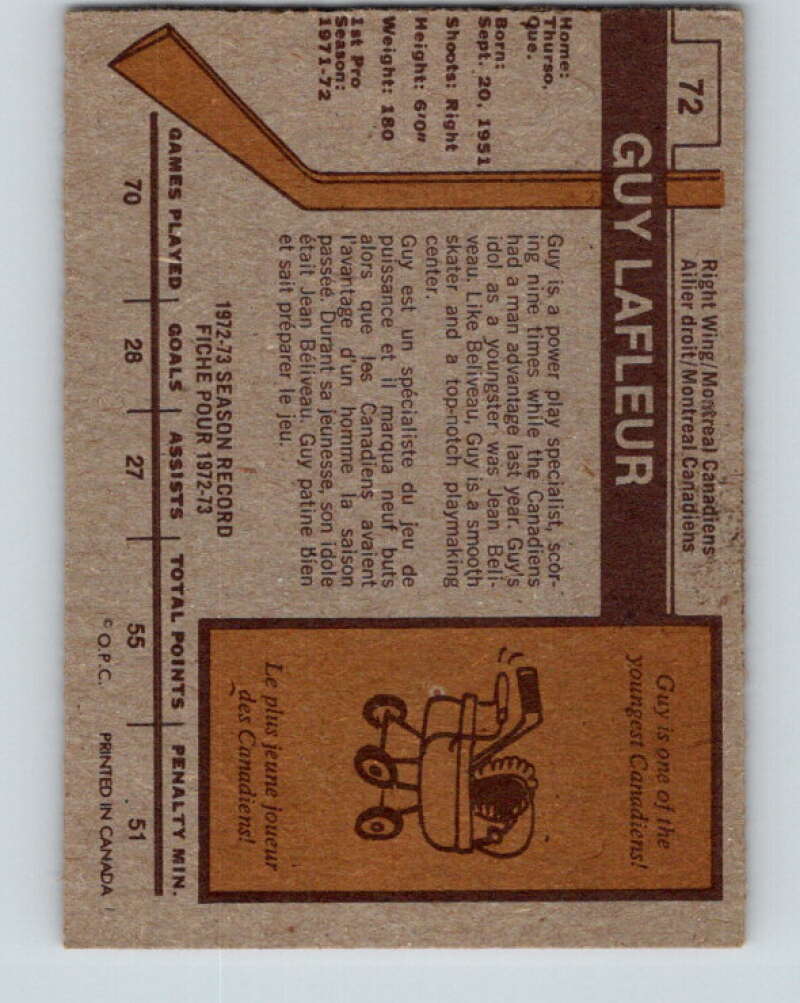 72
GUY LAFLEUR
Right Wing/Montreal Canadiens
Ailier droit/Montreal Canadiens
Home:
Thurso,
Que.
Born:
Sept. 20, 1951
Shoots: Right
Height: 6'0"
Weight: 180
1st Pro
Season:
1971-72
Guy is a power play specialist, scor-
ing nine times while the Canadiens
had a man advantage last year. Guy's
idol as a youngster was Jean Beli-
veau. Like Beliveau, Guy is a smooth
skater and a top-notch playmaking
center.
Guy est un spécialiste du jeu de
puissance et il marqua neuf buts
alors que les Canadiens avaient
l'avantage d'un homme la saison
passée. Durant sa jeunesse, son idole
était Jean Béliveau. Guy patine bien
et sait préparer le jeu.
Guy is one of the
youngest Canadiens!
Le plus jeune joueur
des Canadiens!
1972-73 SEASON RECORD
FICHE POUR 1972-73
GAMES PLAYED GOALS ASSISTS TOTAL POINTS PENALTY MIN.
70 28 27 55 51
© O.P.C. PRINTED IN CANADA